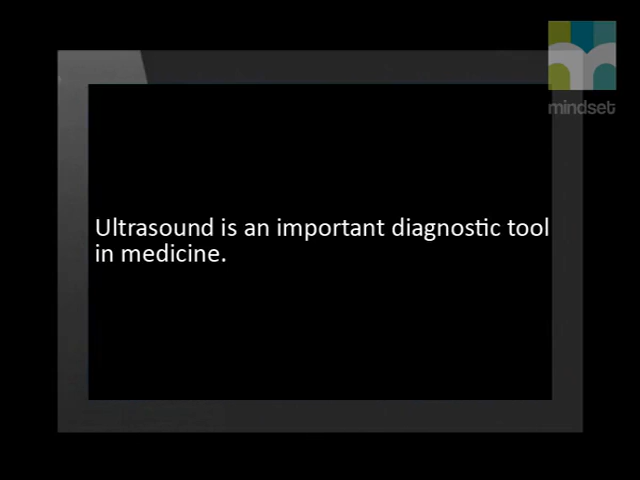 mindset
Ultrasound is an important diagnostic tool
in medicine.